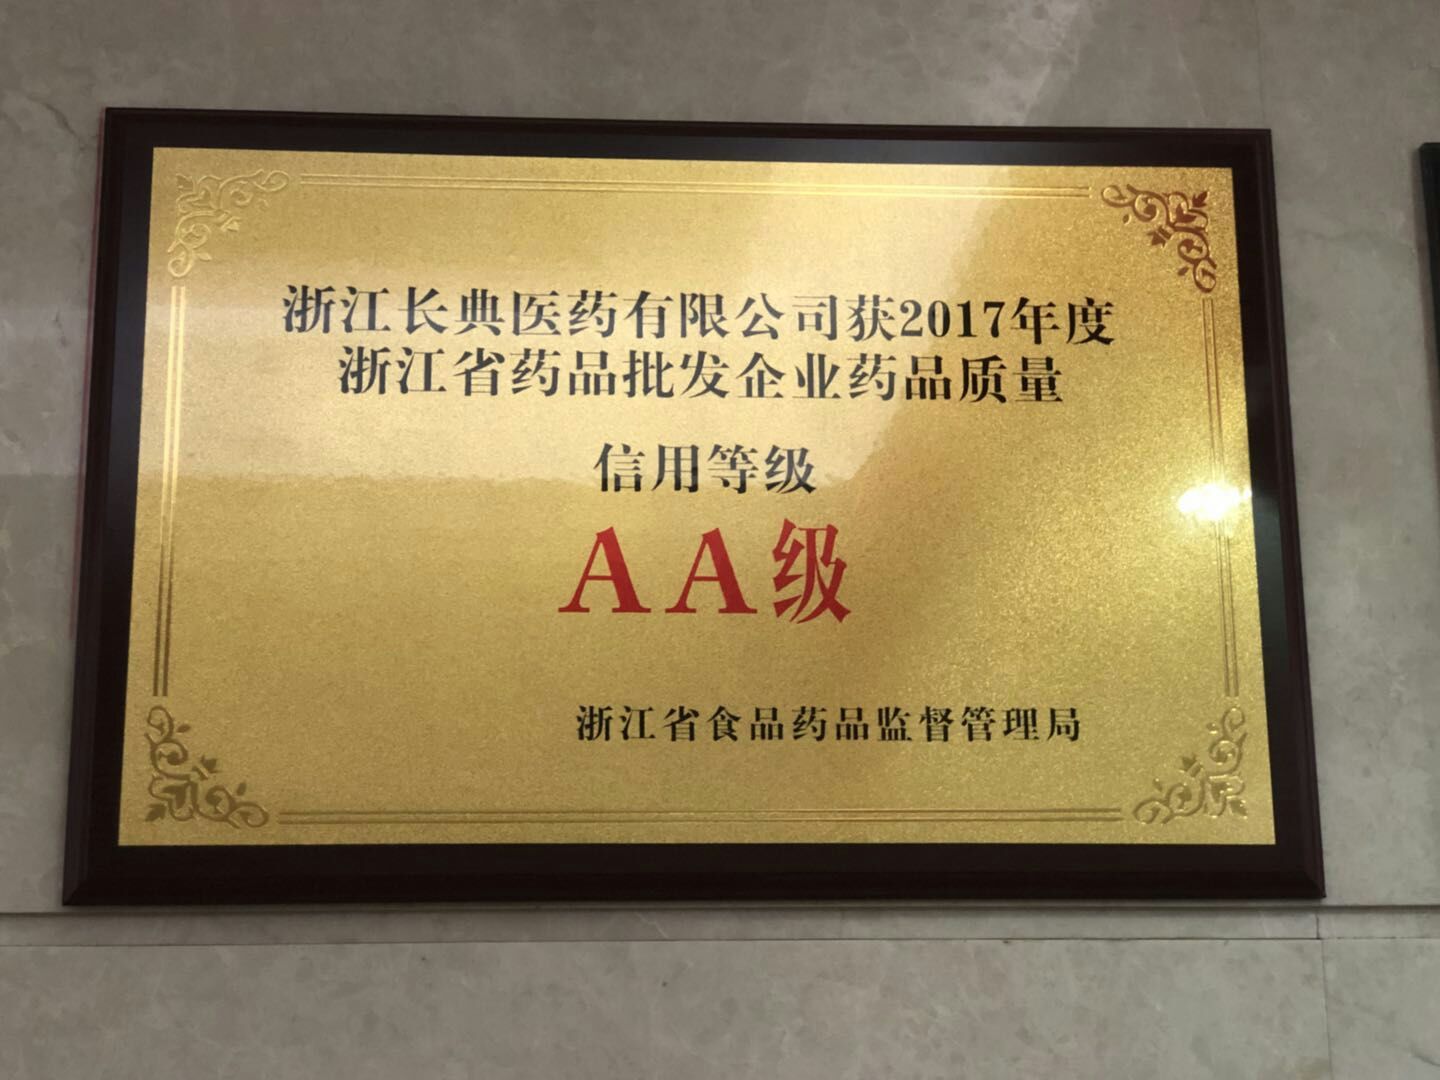 浙江长典医药有限公司获2017年度
浙江省药品批发企业药品质量
信用等级
AA级
浙江省食品药品监督管理局